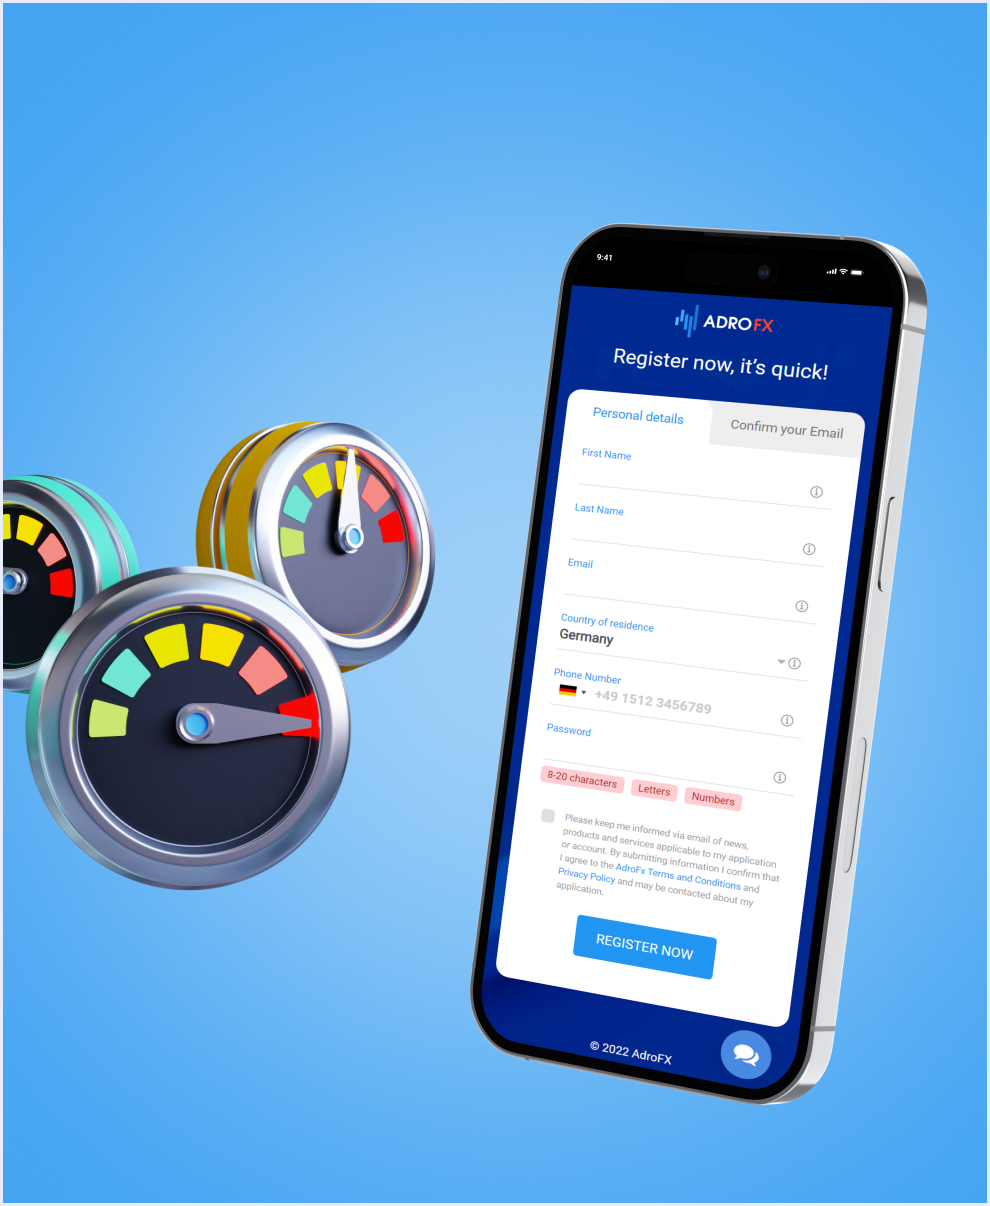 9:41
ADROFX
Register now, it's quick!
Personal details
Confirm your Email
First Name
Last Name
Email
Country of residence
Germany
Phone Number
+49 1512 3456789
Password
8-20 characters
Letters
Numbers
Please keep me informed via email of news,
products and services applicable to my application
or account. By submitting information I confirm that
I agree to the AdroFx Terms and Conditions and
Privacy Policy and may be contacted about my
application.
REGISTER NOW
© 2022 AdroFX